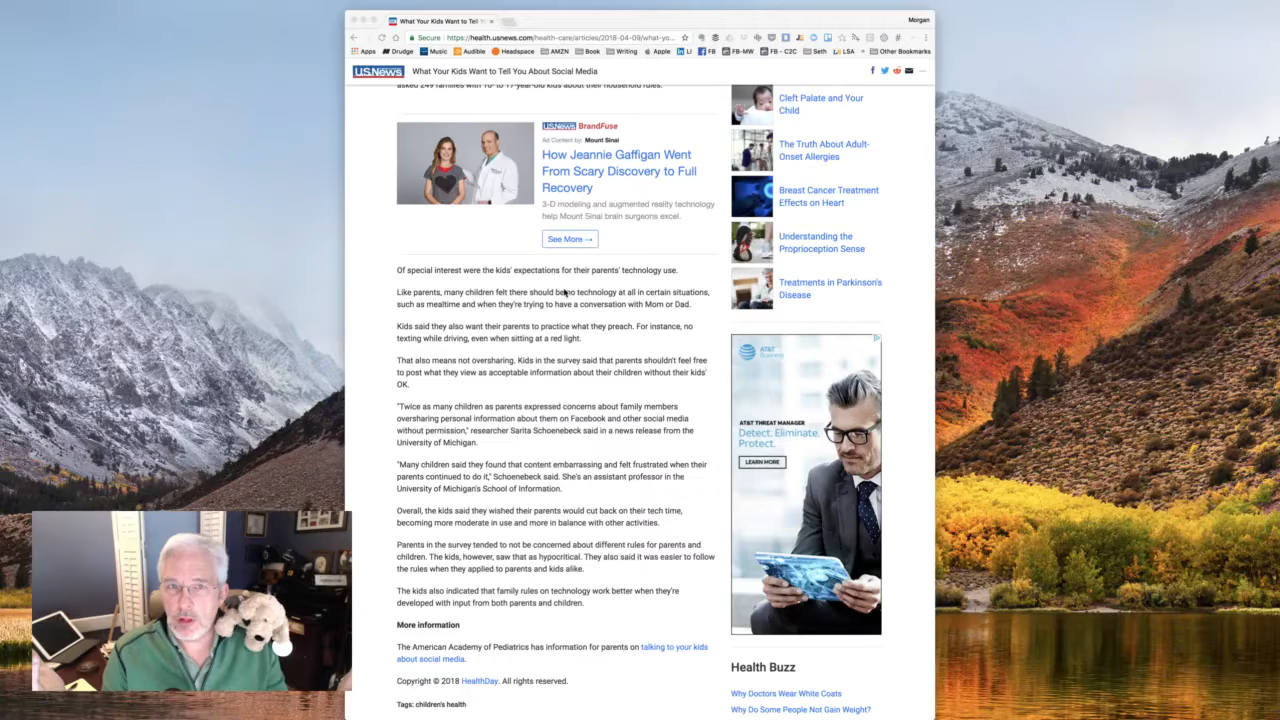 What Your Kids Want to Tell Yo
Morgan
Secure
https://health.usnews.com/health-care/articles/2018-04-09/what-yo...
Apps
Drudge
Music
Audible
Headspace
AMZN
Book
Writing
Apple
LI
FB
FB-MW
FB - C2C
Seth
LSA
»
Other Bookmarks
U.S.News
What Your Kids Want to Tell You About Social Media
asked 249 families with 10- to 17-year-old kids about their household rules.
U.S.News BrandFuse
Ad Content by: Mount Sinai
How Jeannie Gaffigan Went
From Scary Discovery to Full
Recovery
3-D modeling and augmented reality technology
help Mount Sinai brain surgeons excel.
See More →
Of special interest were the kids' expectations for their parents' technology use.
Like parents, many children felt there should be no technology at all in certain situations,
such as mealtime and when they're trying to have a conversation with Mom or Dad.
Kids said they also want their parents to practice what they preach. For instance, no
texting while driving, even when sitting at a red light.
That also means not oversharing. Kids in the survey said that parents shouldn't feel free
to post what they view as acceptable information about their children without their kids'
OK.
"Twice as many children as parents expressed concerns about family members
oversharing personal information about them on Facebook and other social media
without permission," researcher Sarita Schoenebeck said in a news release from the
University of Michigan.
"Many children said they found that content embarrassing and felt frustrated when their
parents continued to do it," Schoenebeck said. She's an assistant professor in the
University of Michigan's School of Information.
Overall, the kids said they wished their parents would cut back on their tech time,
becoming more moderate in use and more in balance with other activities.
Parents in the survey tended to not be concerned about different rules for parents and
children. The kids, however, saw that as hypocritical. They also said it was easier to follow
the rules when they applied to parents and kids alike.
The kids also indicated that family rules on technology work better when they're
developed with input from both parents and children.
More information
The American Academy of Pediatrics has information for parents on talking to your kids
about social media.
Copyright © 2018 HealthDay. All rights reserved.
Tags: children's health
Cleft Palate and Your
Child
The Truth About Adult-
Onset Allergies
Breast Cancer Treatment
Effects on Heart
Understanding the
Proprioception Sense
Treatments in Parkinson's
Disease
AT&T
Business
AT&T THREAT MANAGER
Detect. Eliminate.
Protect.
LEARN MORE
Health Buzz
Why Doctors Wear White Coats
Why Do Some People Not Gain Weight?